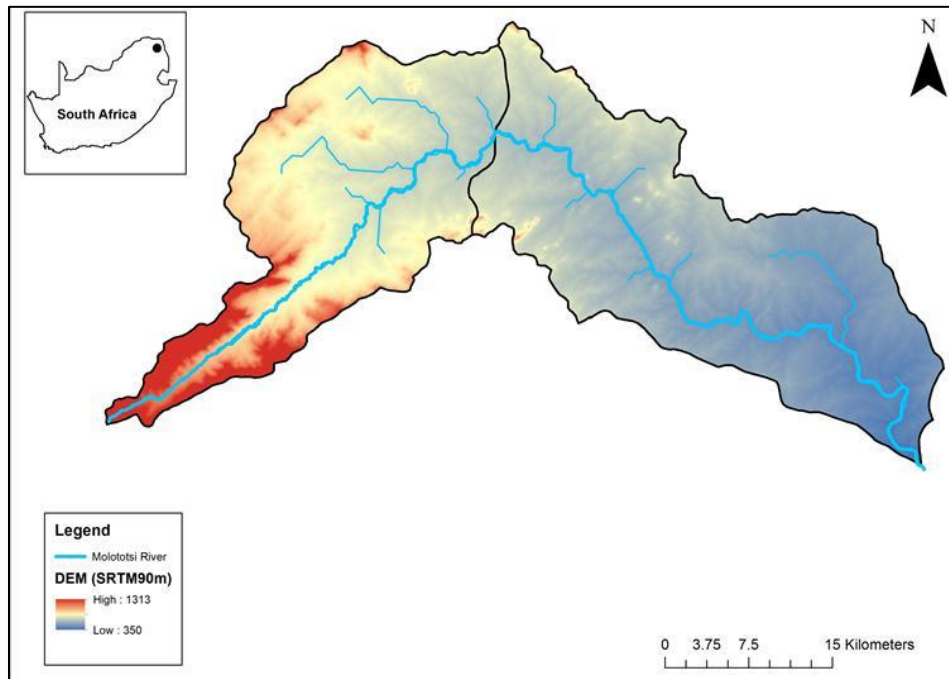 South Africa
N
Legend
Molototsi River
DEM (SRTM90m)
High : 1313
Low : 350
0 3.75 7.5 15 Kilometers